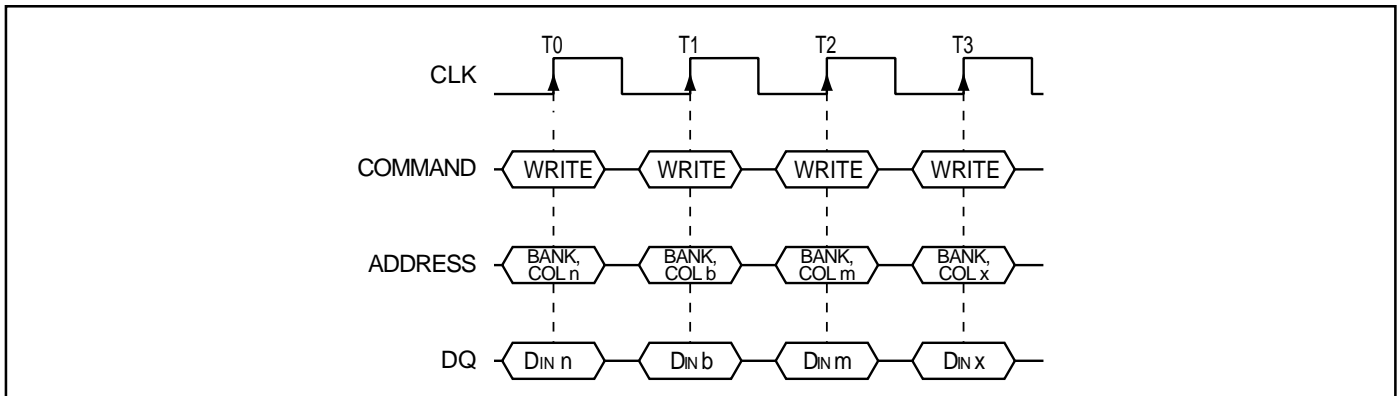 T0 T1 T2 T3
CLK
COMMAND WRITE WRITE WRITE WRITE
ADDRESS BANK, COL n BANK, COL b BANK, COL m BANK, COL x
DQ DIN n DIN b DIN m DIN x